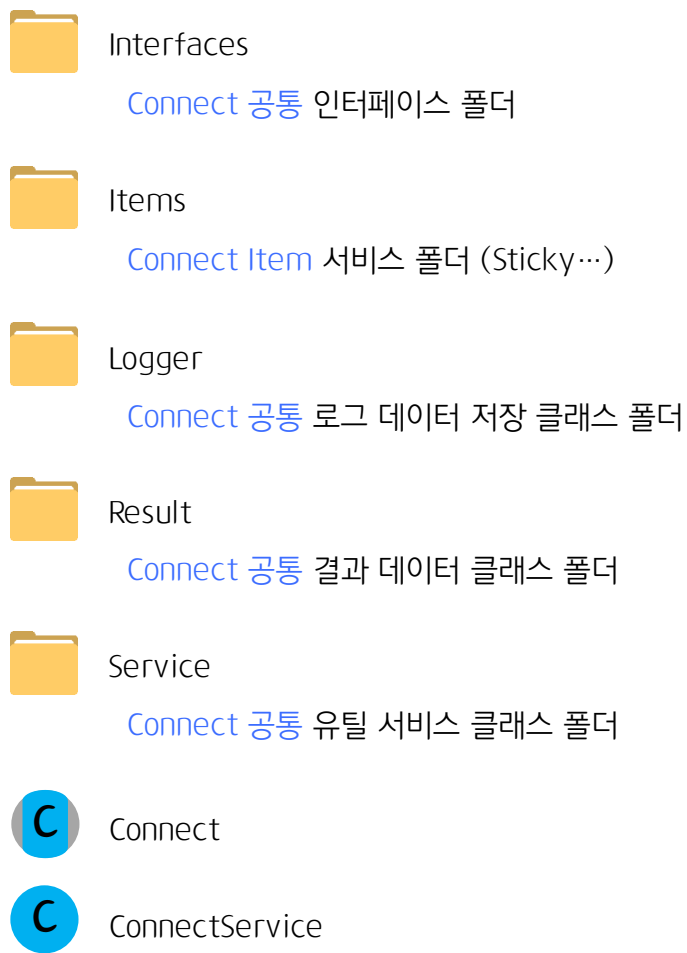 Interfaces
Connect 공통 인터페이스 폴더
Items
Connect Item 서비스 폴더 (Sticky…)
Logger
Connect 공통 로그 데이터 저장 클래스 폴더
Result
Connect 공통 결과 데이터 클래스 폴더
Service
Connect 공통 유틸 서비스 클래스 폴더
C Connect
C ConnectService